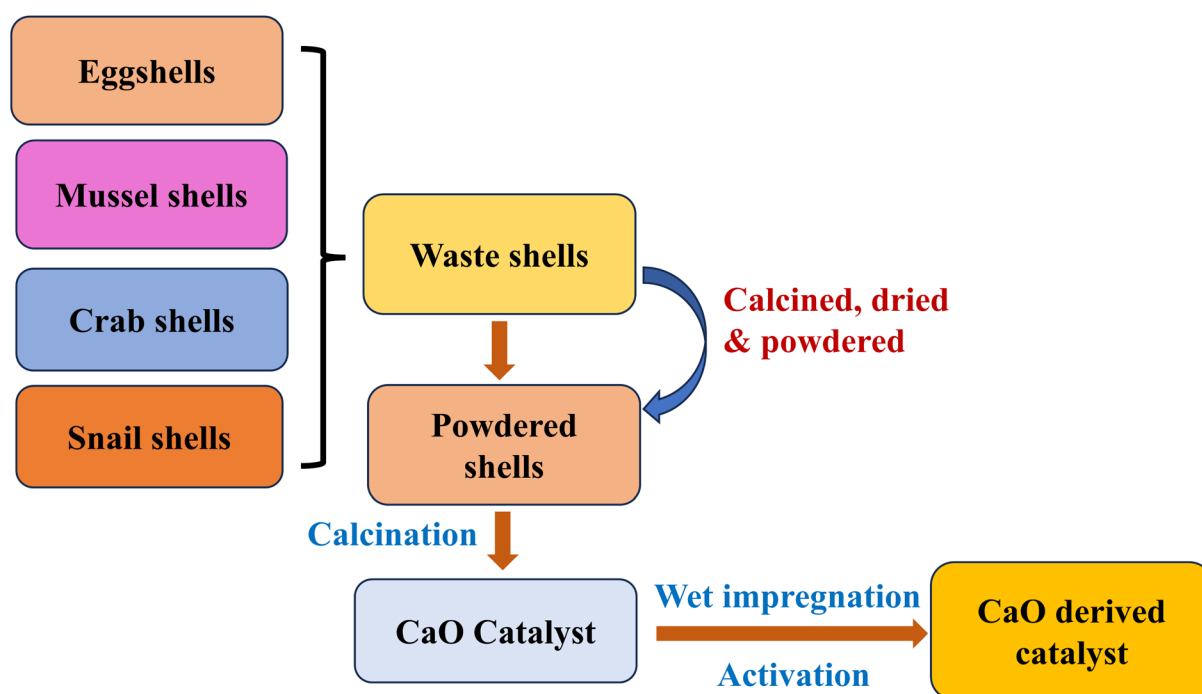 Eggshells
Mussel shells
Crab shells
Snail shells
Waste shells
Calcined, dried
& powdered
Powdered
shells
Calcination
CaO Catalyst
Wet impregnation
Activation
CaO derived
catalyst